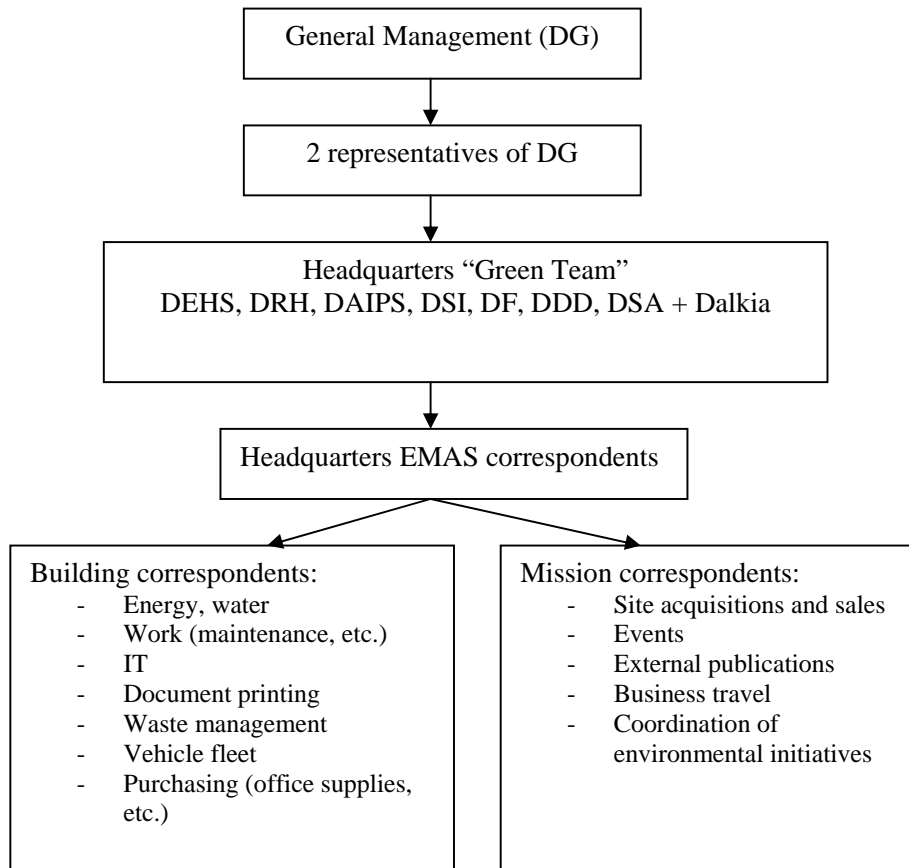 General Management (DG)
2 representatives of DG
Headquarters “Green Team”
DEHS, DRH, DAIPS, DSI, DF, DDD, DSA + Dalkia
Headquarters EMAS correspondents
Building correspondents:
- Energy, water
- Work (maintenance, etc.)
- IT
- Document printing
- Waste management
- Vehicle fleet
- Purchasing (office supplies,
etc.)
Mission correspondents:
- Site acquisitions and sales
- Events
- External publications
- Business travel
- Coordination of
environmental initiatives